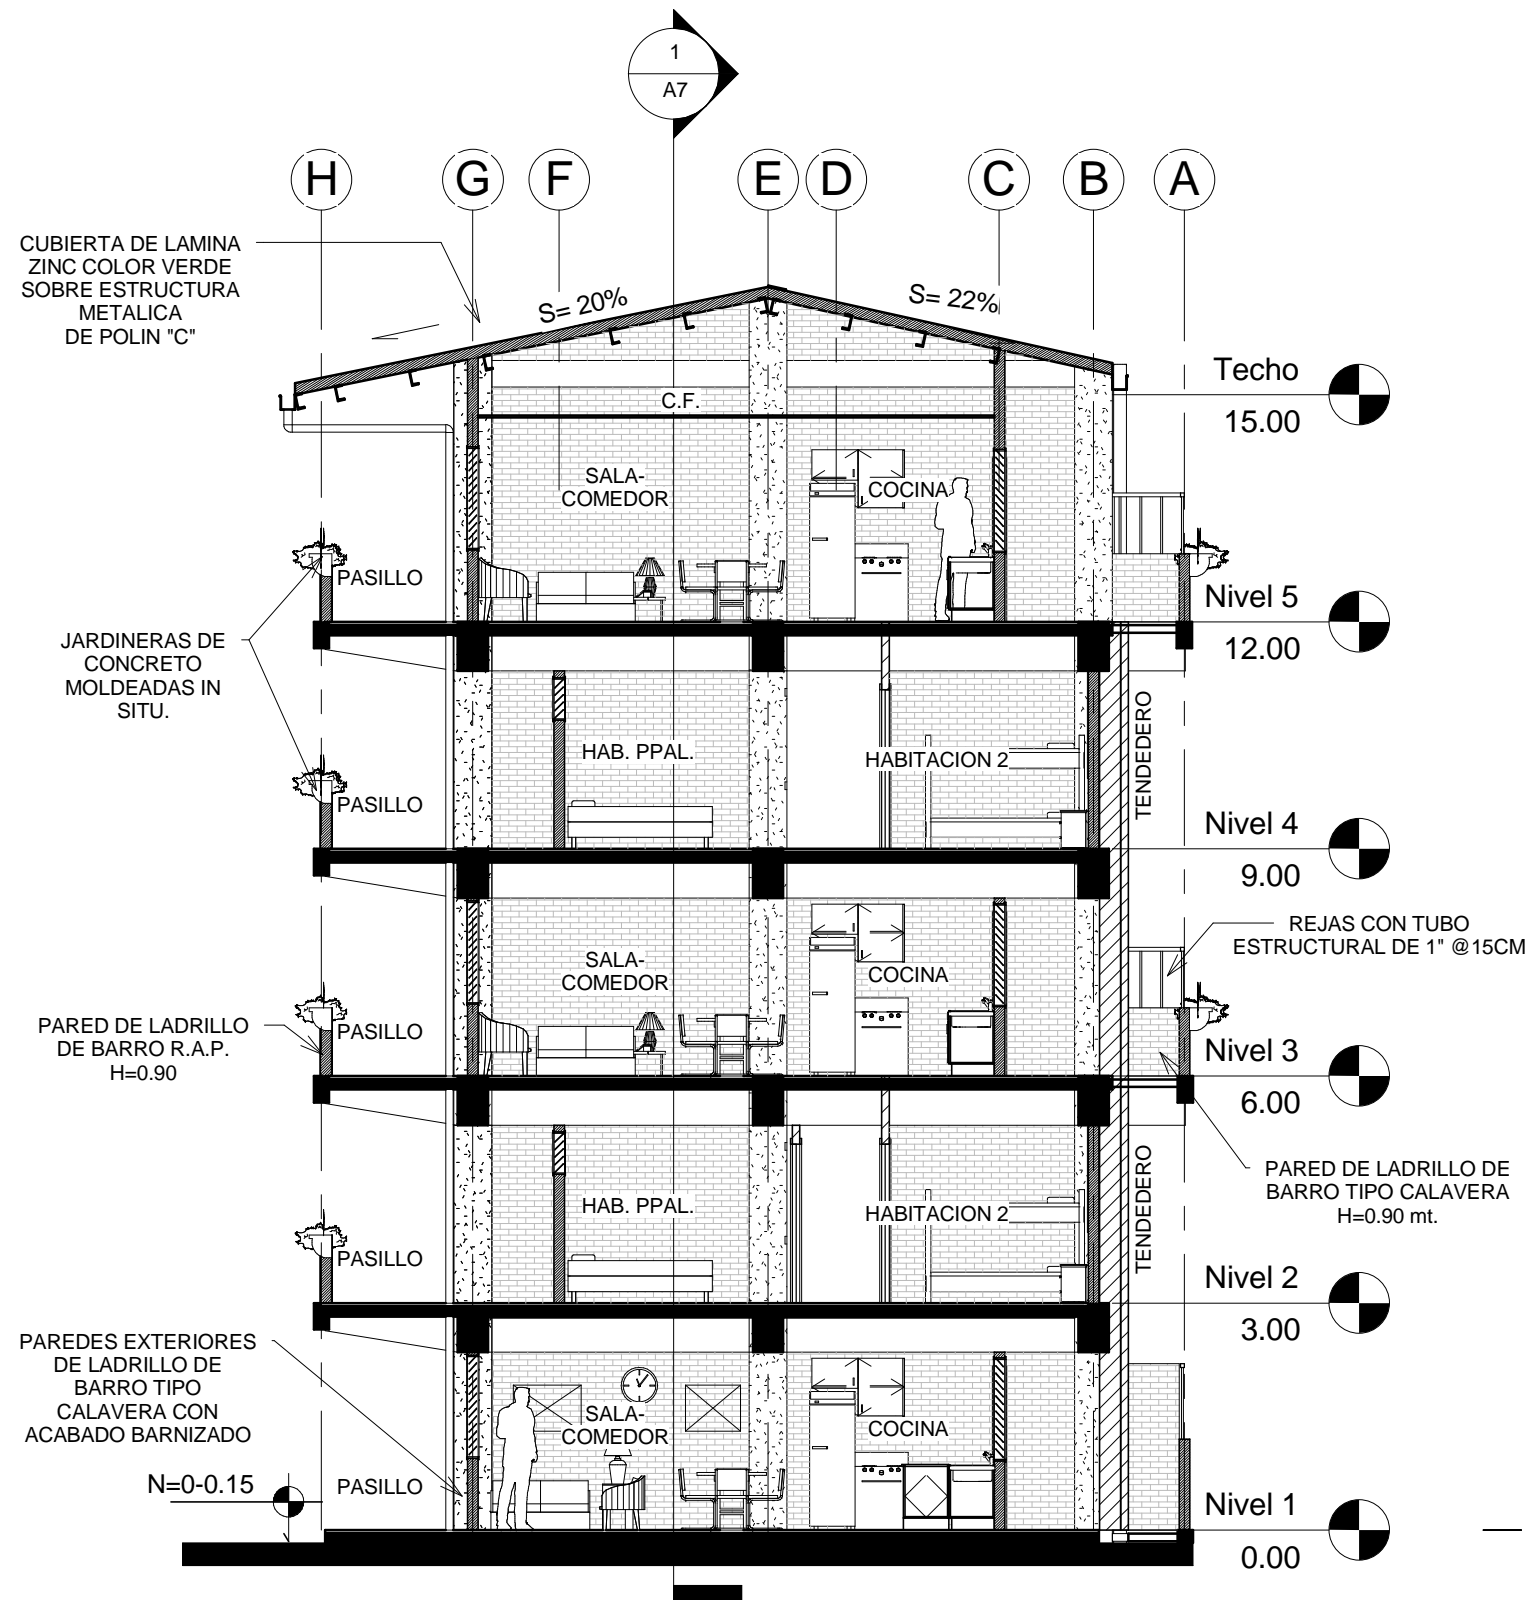 1
A7
H G F E D C B A
CUBIERTA DE LAMINA
ZINC COLOR VERDE
SOBRE ESTRUCTURA
METALICA
DE POLIN "C"
S= 20%
S= 22%
Techo
15.00
C.F.
SALA-
COMEDOR
COCINA
PASILLO
Nivel 5
12.00
JARDINERAS DE
CONCRETO
MOLDEADAS IN
SITU.
HAB. PPAL.
HABITACION 2
TENDEDERO
PASILLO
Nivel 4
9.00
REJAS CON TUBO
ESTRUCTURAL DE 1" @15CM
SALA-
COMEDOR
COCINA
PARED DE LADRILLO
DE BARRO R.A.P.
H=0.90
PASILLO
Nivel 3
6.00
PARED DE LADRILLO DE
BARRO TIPO CALAVERA
H=0.90 mt.
HAB. PPAL.
HABITACION 2
TENDEDERO
PASILLO
Nivel 2
3.00
PAREDES EXTERIORES
DE LADRILLO DE
BARRO TIPO
CALAVERA CON
ACABADO BARNIZADO
SALA-
COMEDOR
COCINA
N=0-0.15
PASILLO
Nivel 1
0.00